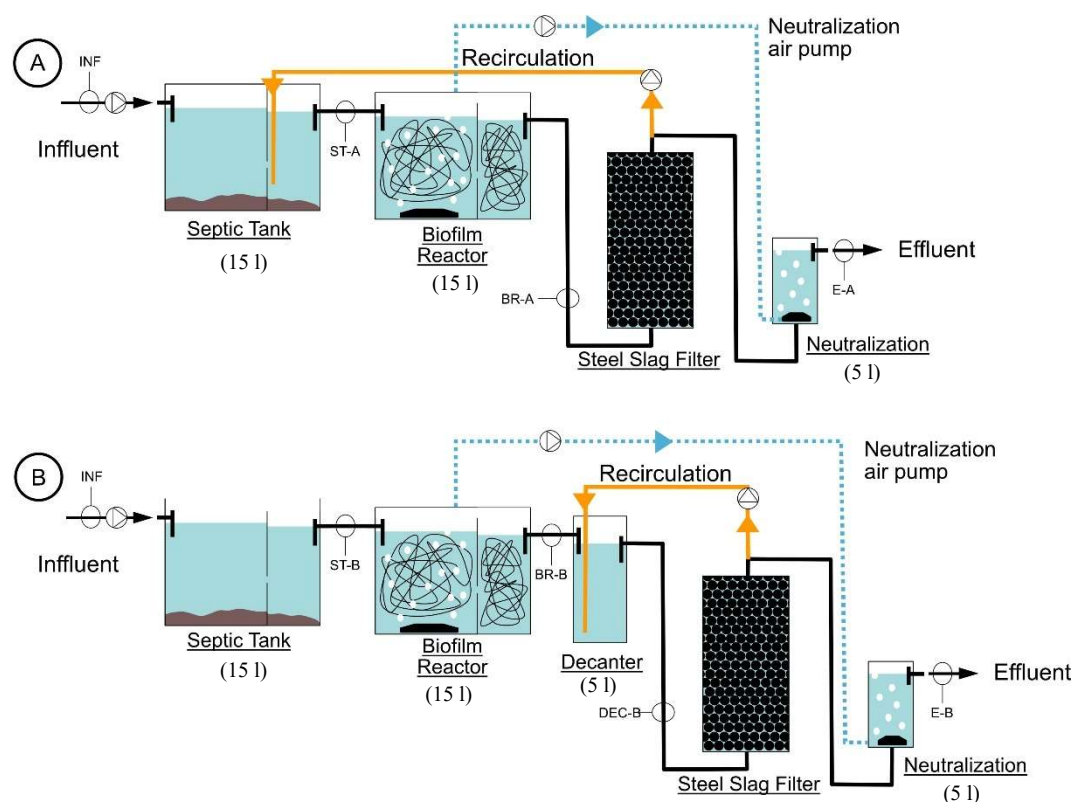 A
INF
Inffluent
ST-A
Septic Tank
(15 l)
Recirculation
Biofilm
Reactor
(15 l)
BR-A
Steel Slag Filter
Neutralization
air pump
Effluent
E-A
Neutralization
(5 l)
B
INF
Inffluent
ST-B
Septic Tank
(15 l)
Recirculation
BR-B
Biofilm
Reactor
(15 l)
Decanter
(5 l)
DEC-B
Steel Slag Filter
Neutralization
air pump
Effluent
E-B
Neutralization
(5 l)